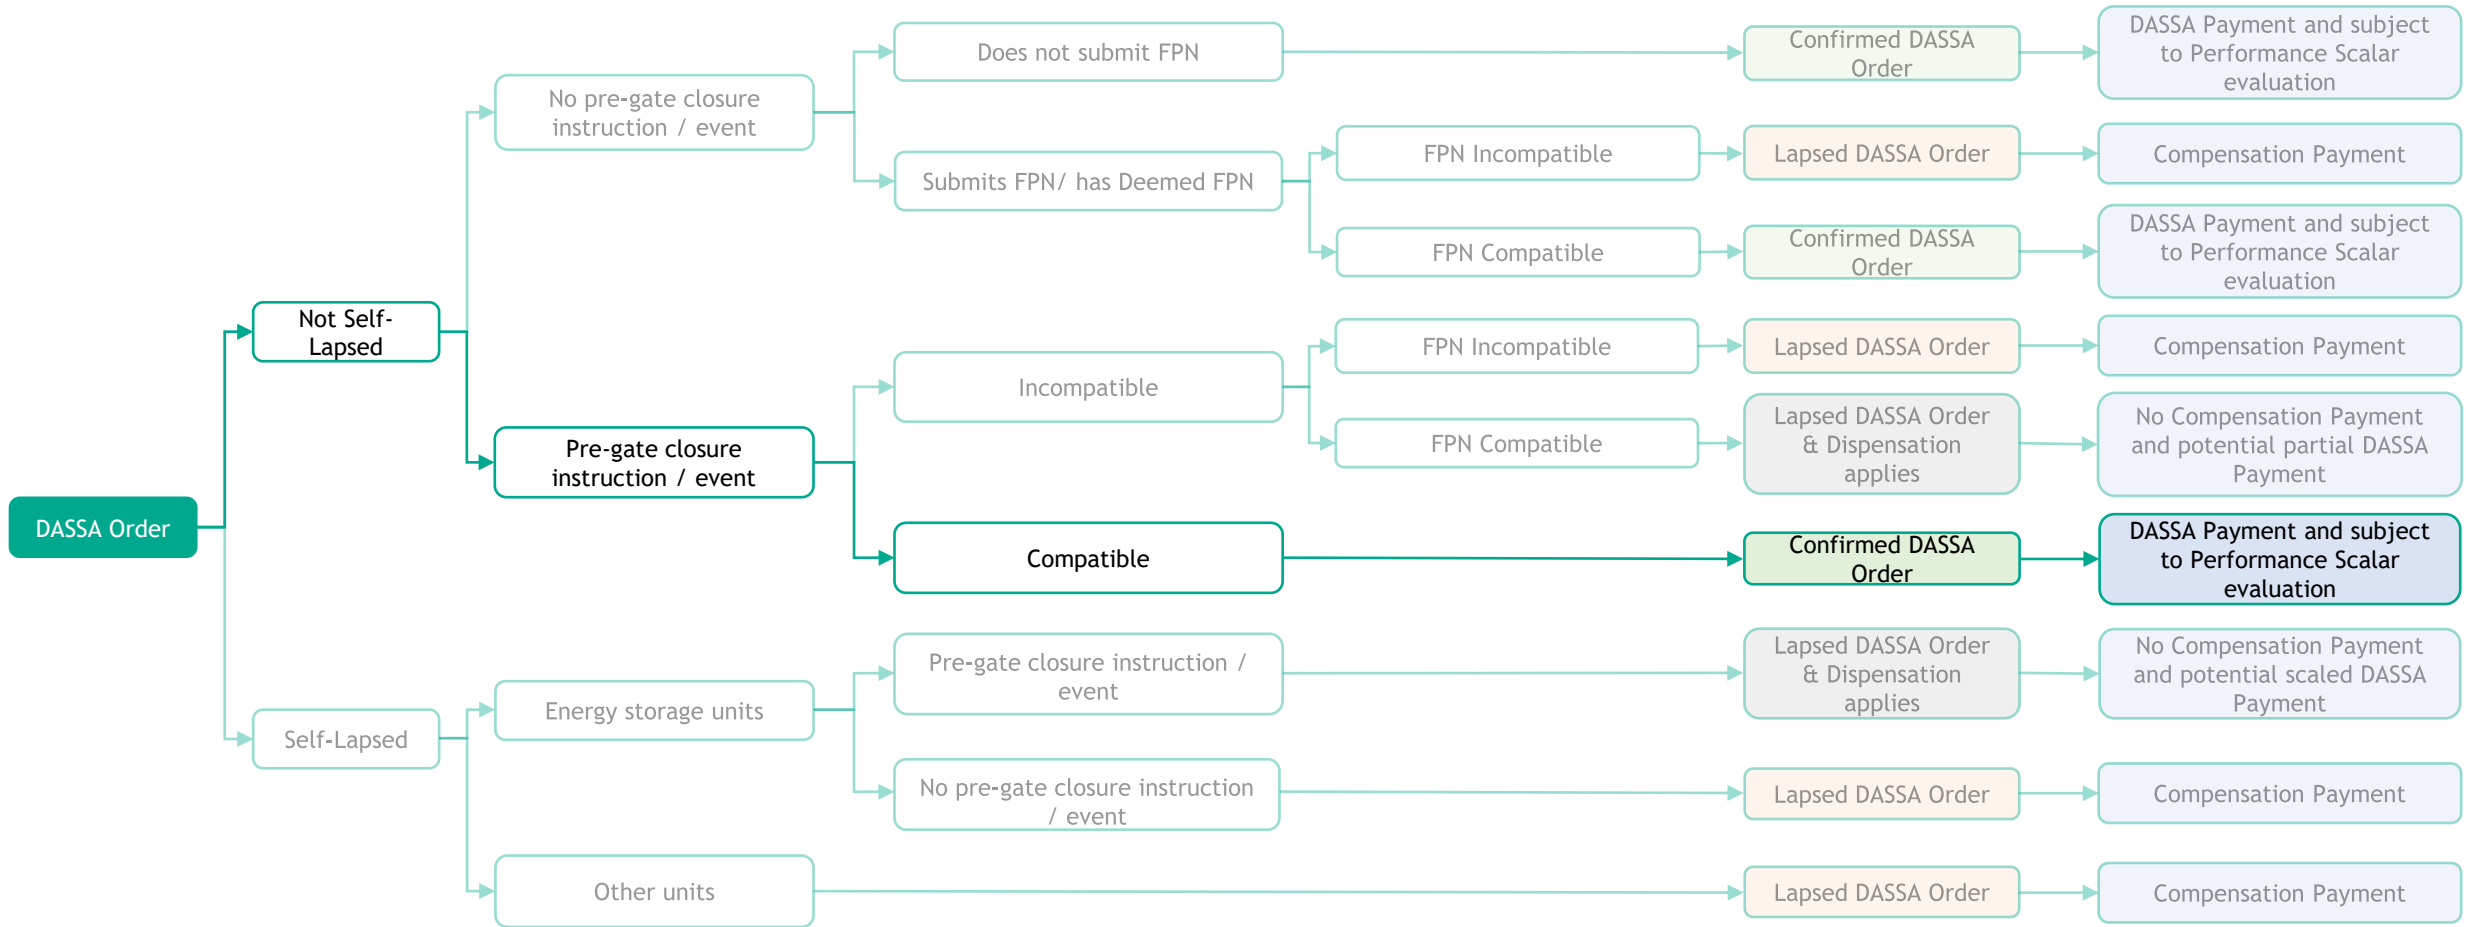 Does not submit FPN
Confirmed DASSA
Order
DASSA Payment and subject
to Performance Scalar
evaluation
No pre-gate closure
instruction / event
FPN Incompatible
Lapsed DASSA Order
Compensation Payment
Submits FPN/ has Deemed FPN
FPN Compatible
Confirmed DASSA
Order
DASSA Payment and subject
to Performance Scalar
evaluation
Not Self-
Lapsed
FPN Incompatible
Lapsed DASSA Order
Compensation Payment
Incompatible
FPN Compatible
Lapsed DASSA Order
& Dispensation
applies
No Compensation Payment
and potential partial DASSA
Payment
Pre-gate closure
instruction / event
DASSA Order
Compatible
Confirmed DASSA
Order
DASSA Payment and subject
to Performance Scalar
evaluation
Pre-gate closure instruction /
event
Lapsed DASSA Order
& Dispensation
applies
No Compensation Payment
and potential scaled DASSA
Payment
Energy storage units
Self-Lapsed
No pre-gate closure instruction
/ event
Lapsed DASSA Order
Compensation Payment
Other units
Lapsed DASSA Order
Compensation Payment